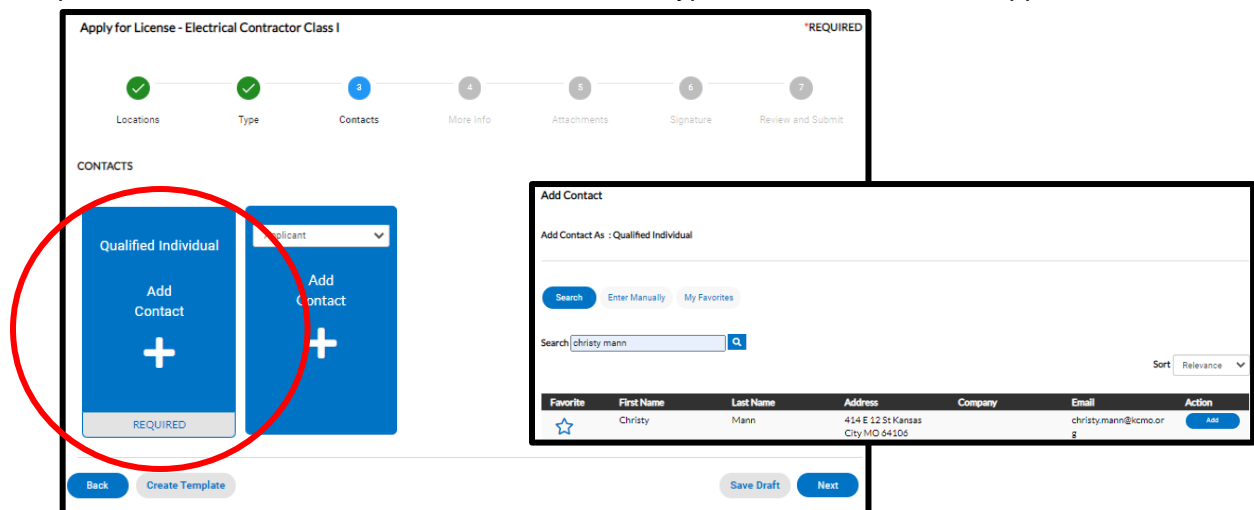 Apply for License - Electrical Contractor Class I
*REQUIRED
3
4
5
6
7
Locations
Type
Contacts
More Info
Attachments
Signature
Review and Submit
CONTACTS
Qualified Individual
Add
Contact
REQUIRED
Applicant
Add
Contact
Back
Create Template
Save Draft
Next
Add Contact
Add Contact As : Qualified Individual
Search
Enter Manually
My Favorites
Search christy mann
Sort Relevance
Favorite First Name Last Name Address Company Email Action
Christy Mann 414 E 12 St Kansas christy.mann@kcmo.or Add
City MO 64106 g